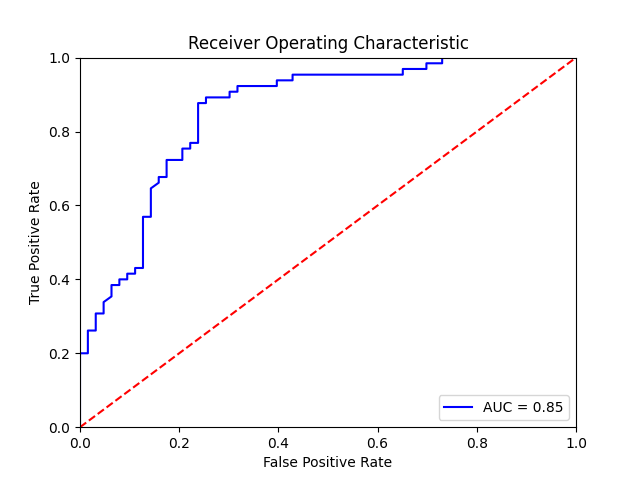 Receiver Operating Characteristic
1.0
0.8
0.6
0.4
0.2
0.0
True Positive Rate
AUC = 0.85
0.0 0.2 0.4 0.6 0.8 1.0
False Positive Rate